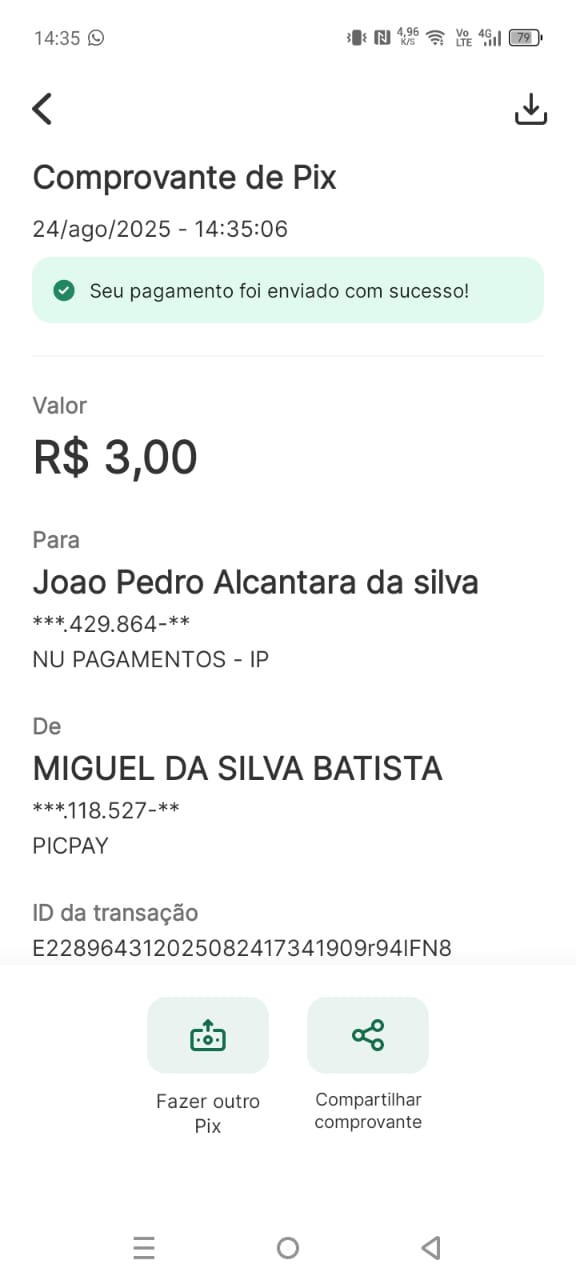 14:35
4,96 K/S
Vo LTE
4G
79
Comprovante de Pix
24/ago/2025 - 14:35:06
Seu pagamento foi enviado com sucesso!
Valor
R$ 3,00
Para
Joao Pedro Alcantara da silva
***.429.864-**
NU PAGAMENTOS - IP
De
MIGUEL DA SILVA BATISTA
***.118.527-**
PICPAY
ID da transação
E228964312025082417341909r94IFN8
Fazer outro
Pix
Compartilhar
comprovante